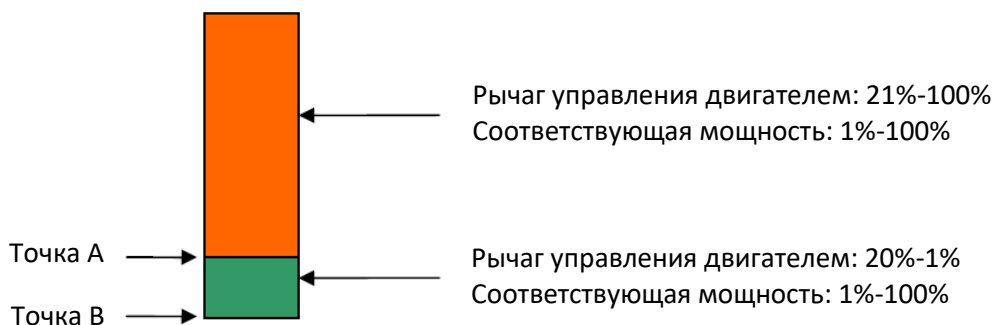 Рычаг управления двигателем: 21%-100%
Соответствующая мощность: 1%-100%
Точка A
Рычаг управления двигателем: 20%-1%
Соответствующая мощность: 1%-100%
Точка B